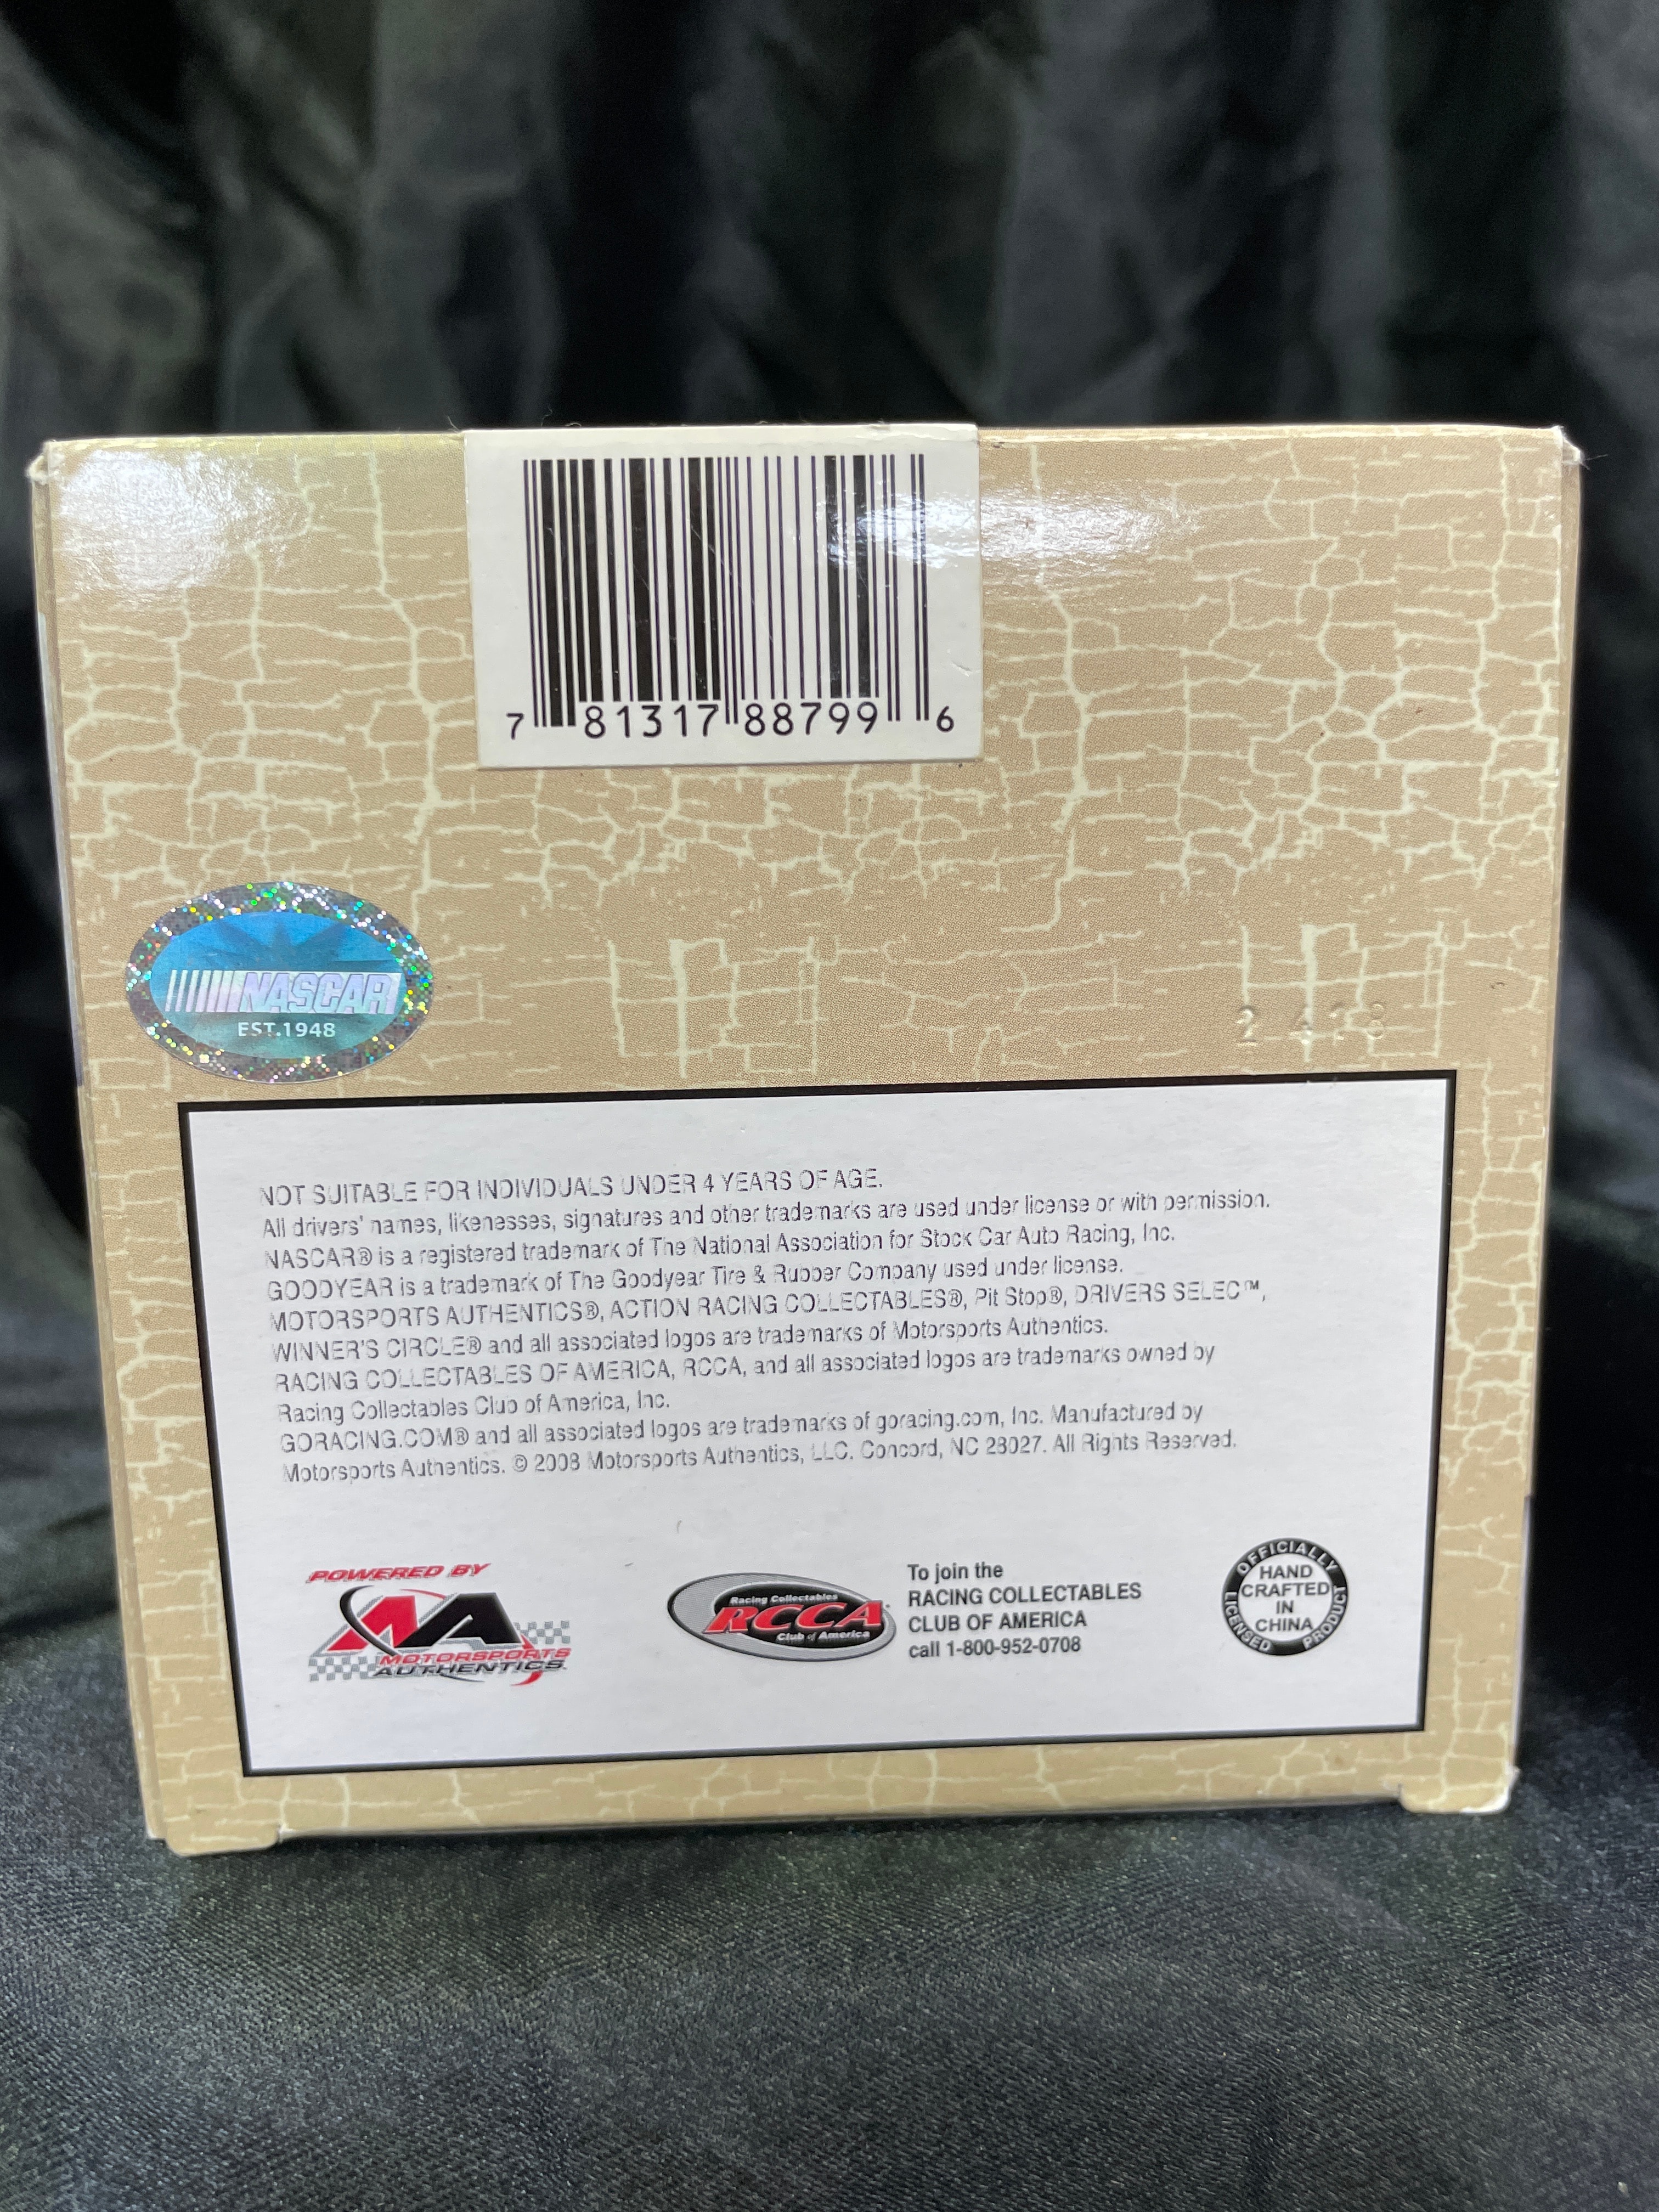 7 81317 88799 6
NASCAR
EST.1948
NOT SUITABLE FOR INDIVIDUALS UNDER 4 YEARS OF AGE.
All drivers' names, likenesses, signatures and other trademarks are used under license or with permission.
NASCAR® is a registered trademark of The National Association for Stock Car Auto Racing, Inc.
GOODYEAR is a trademark of The Goodyear Tire & Rubber Company used under license.
MOTORSPORTS AUTHENTICS®, ACTION RACING COLLECTABLES®, Pit Stop®, DRIVERS SELECT™,
WINNER'S CIRCLE® and all associated logos are trademarks of Motorsports Authentics.
RACING COLLECTABLES OF AMERICA, RCCA, and all associated logos are trademarks owned by
Racing Collectables Club of America, Inc.
GORACING.COM® and all associated logos are trademarks of goracing.com, Inc. Manufactured by
Motorsports Authentics. © 2008 Motorsports Authentics, LLC. Concord, NC 28027. All Rights Reserved.
POWERED BY
MA
MOTORSPORTS
AUTHENTICS
Racing Collectables
RCCA
Club of America
To join the
RACING COLLECTABLES
CLUB OF AMERICA
call 1-800-952-0708
OFFICIALLY
LICENSED PRODUCT
HAND
CRAFTED
IN
CHINA